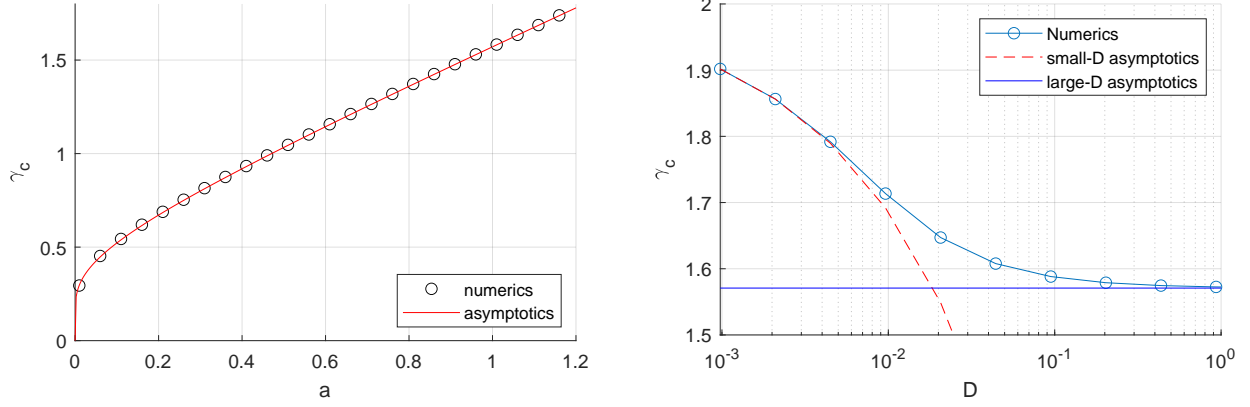 1.5
1
0.5
0
γc
0
0.2
0.4
0.6
0.8
1
1.2
a
numerics
asymptotics
2
1.9
1.8
1.7
1.6
1.5
γc
10-3
10-2
10-1
100
D
Numerics
small-D asymptotics
large-D asymptotics